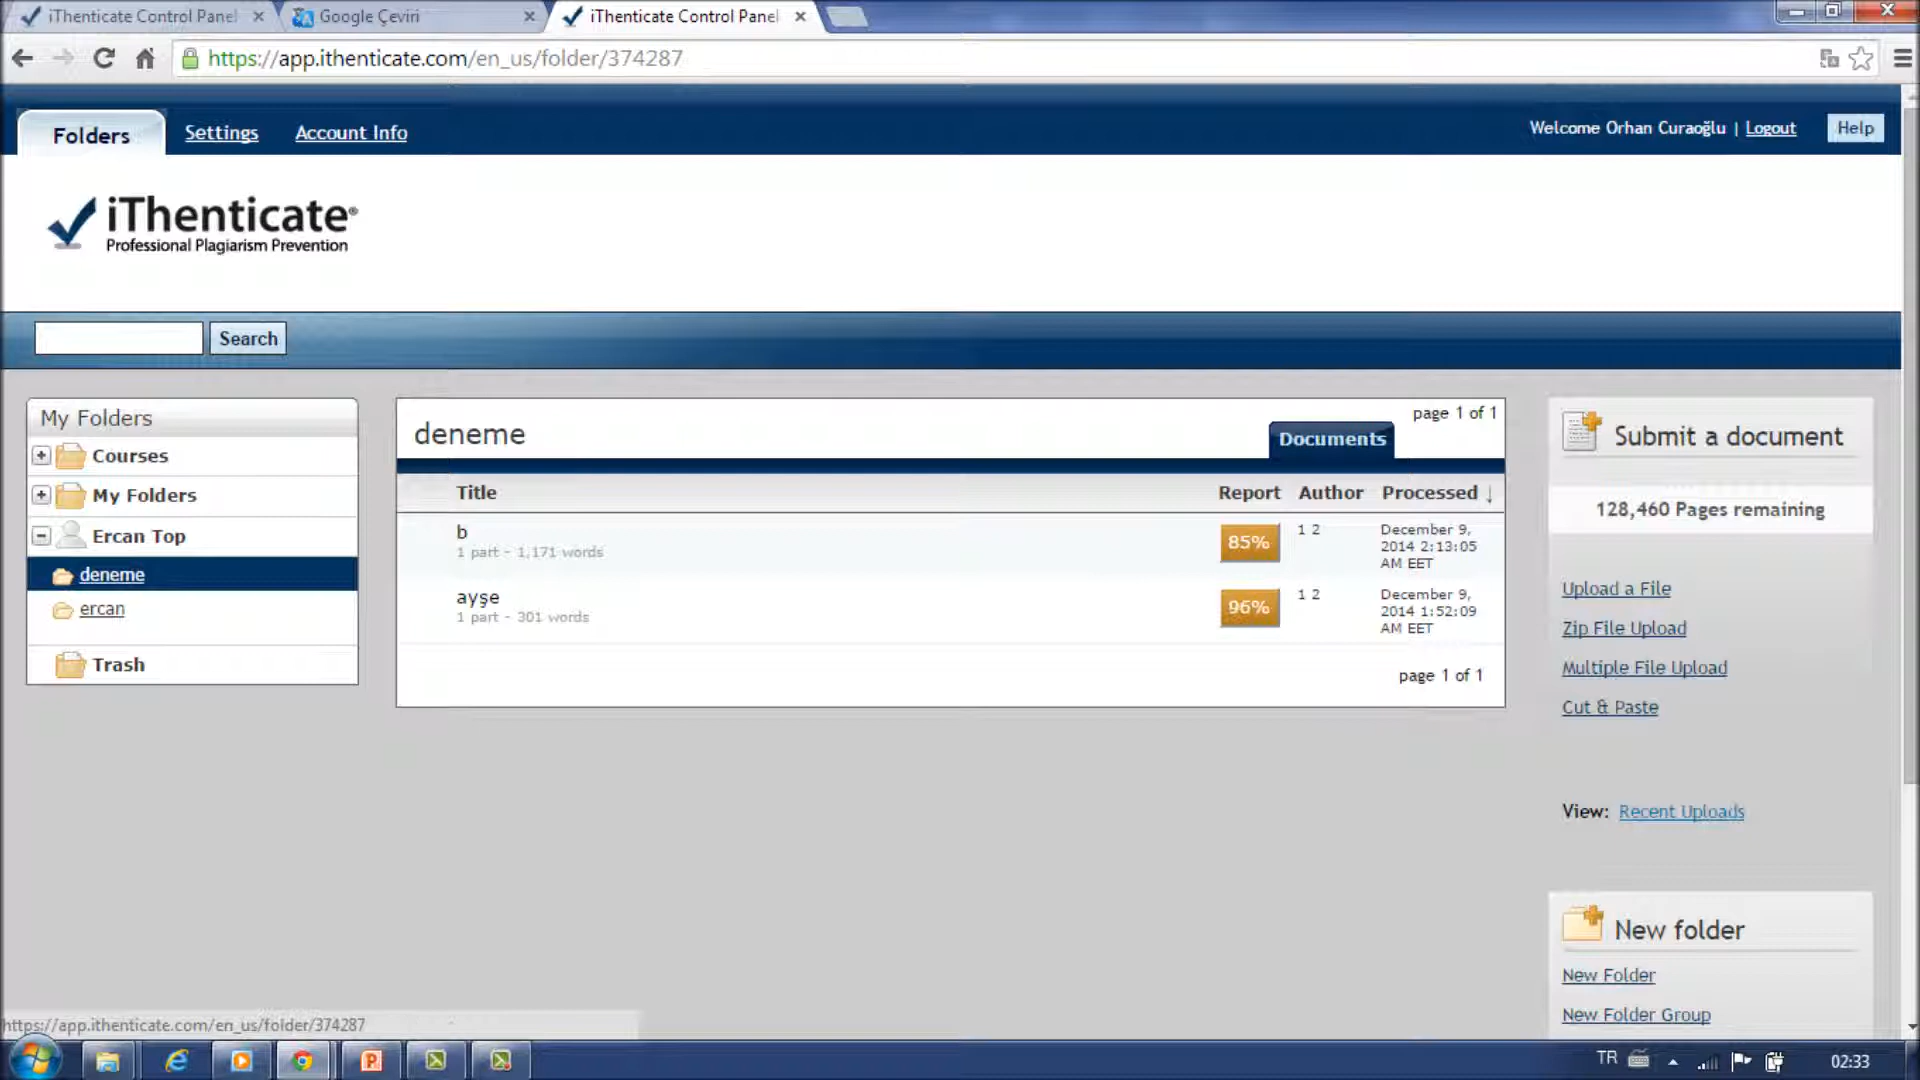 iThenticate Control Panel
Google Çeviri
iThenticate Control Panel
https://app.ithenticate.com/en_us/folder/374287
Folders
Settings
Account Info
Welcome Orhan Curaoğlu | Logout
Help
iThenticate®
Professional Plagiarism Prevention
Search
My Folders
Courses
My Folders
Ercan Top
deneme
ercan
Trash
deneme
Documents
page 1 of 1
Title
Report
Author
Processed ↓
b
1 part - 1,171 words
85%
1 2
December 9,
2014 2:13:05
AM EET
ayşe
1 part - 301 words
96%
1 2
December 9,
2014 1:52:09
AM EET
page 1 of 1
Submit a document
128,460 Pages remaining
Upload a File
Zip File Upload
Multiple File Upload
Cut & Paste
View: Recent Uploads
New folder
New Folder
New Folder Group
https://app.ithenticate.com/en_us/folder/374287
TR
02:33